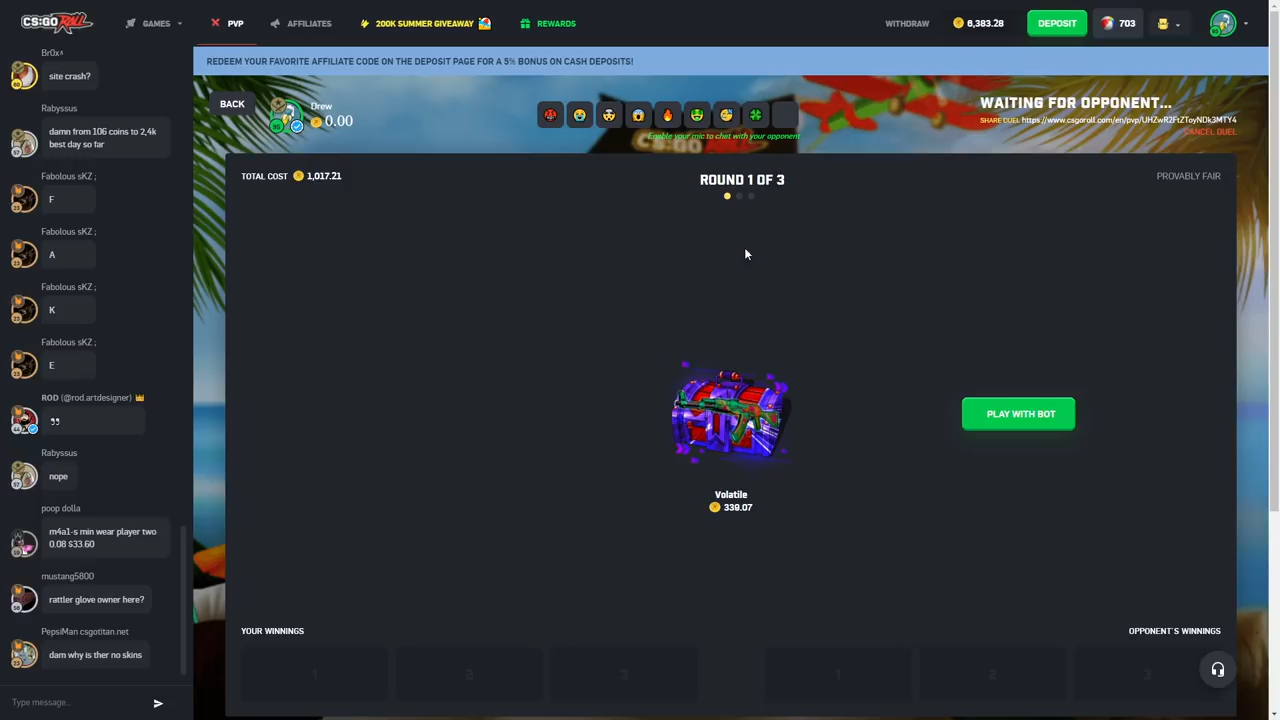 CS:GO ROLL
GAMES
PVP
AFFILIATES
200K SUMMER GIVEAWAY
REWARDS
WITHDRAW
6,383.28
DEPOSIT
703
REDEEM YOUR FAVORITE AFFILIATE CODE ON THE DEPOSIT PAGE FOR A 5% BONUS ON CASH DEPOSITS!
Br0x^
site crash?
Rabyssus
damn from 106 coins to 2,4k
best day so far
Fabolous sKZ ;
F
Fabolous sKZ ;
A
Fabolous sKZ ;
K
Fabolous sKZ ;
E
ROD (@rod.artdesigner)
Rabyssus
nope
poop dolla
m4a1-s min wear player two
0.08 $33.60
mustang5800
rattler glove owner here?
PepsiMan csgotitan.net
dam why is ther no skins
Type message...
BACK
Drew
0.00
Enable your mic to chat with your opponent
WAITING FOR OPPONENT...
SHARE DUEL https://www.csgoroll.com/en/pvp/UHZwR2FtZToyNDk3MTY4
CANCEL DUEL
TOTAL COST 1,017.21
ROUND 1 OF 3
PROVABLY FAIR
PLAY WITH BOT
Volatile
339.07
YOUR WINNINGS
OPPONENT'S WINNINGS
1
2
3
1
2
3